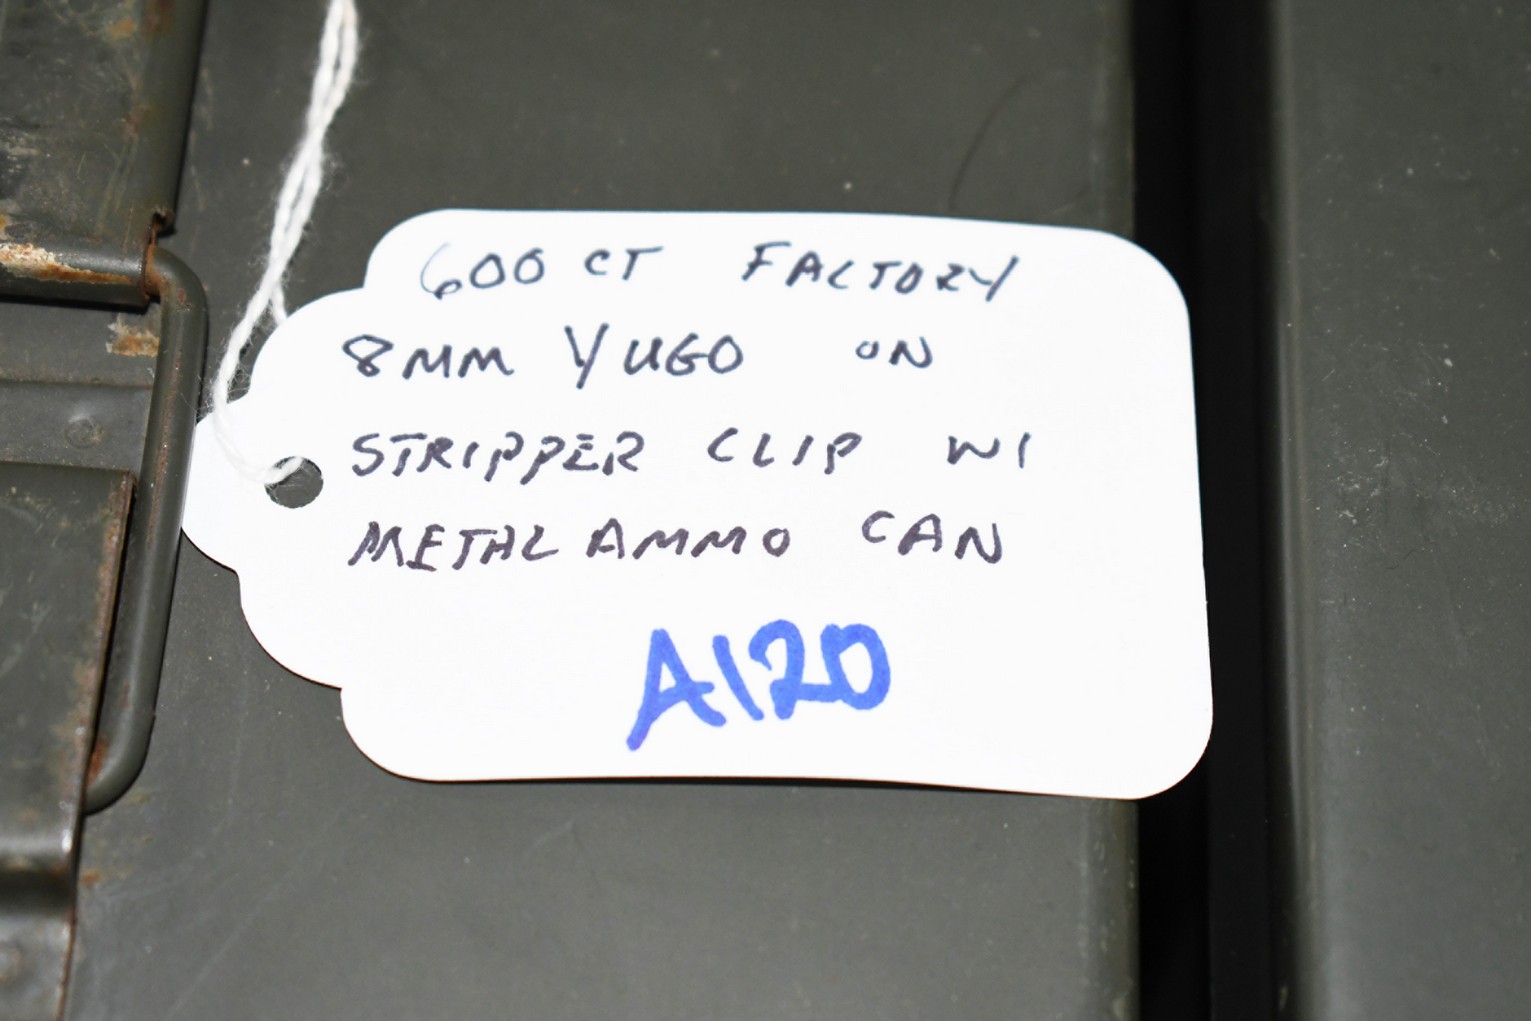 600 CT FACTORY
8MM YUGO ON
STRIPPER CLIP W/
METAL AMMO CAN
A120